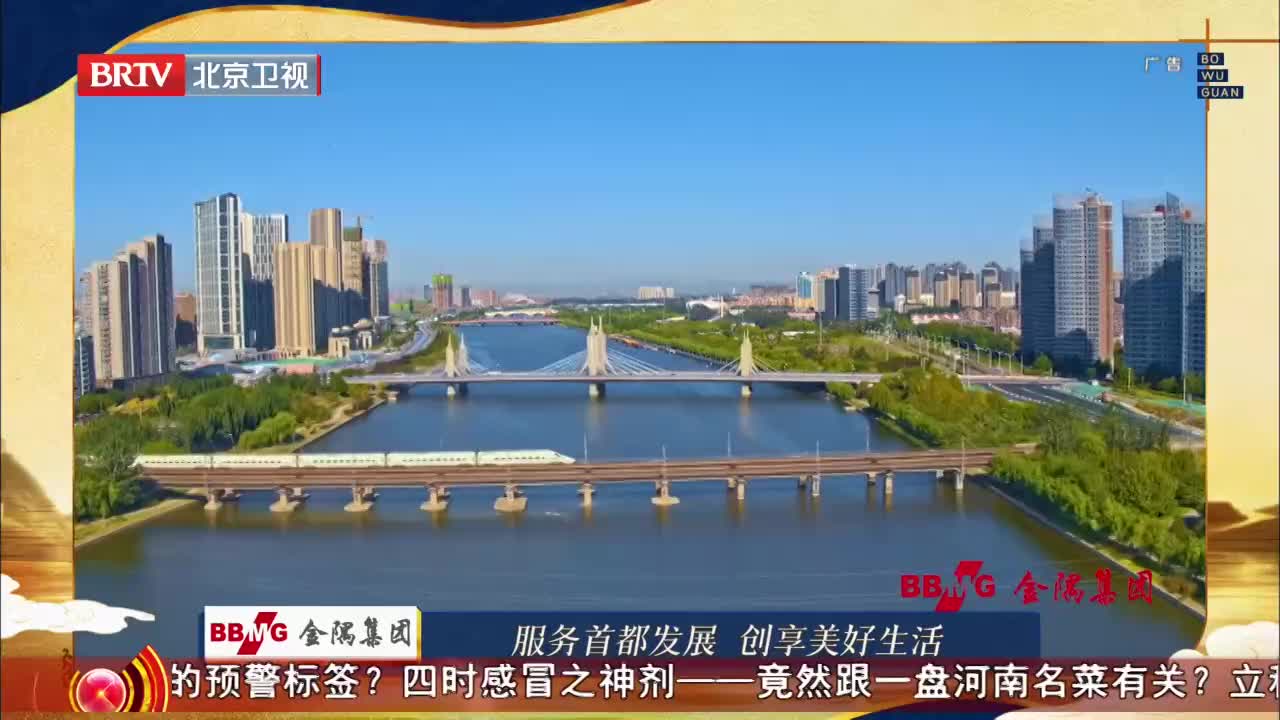 BRTV 北京卫视
广告
BO
WU
GUAN
BBMG 金隅集团
BBMG 金隅集团
服务首都发展 创享美好生活
的预警标签？四时感冒之神剂——竟然跟一盘河南名菜有关？立